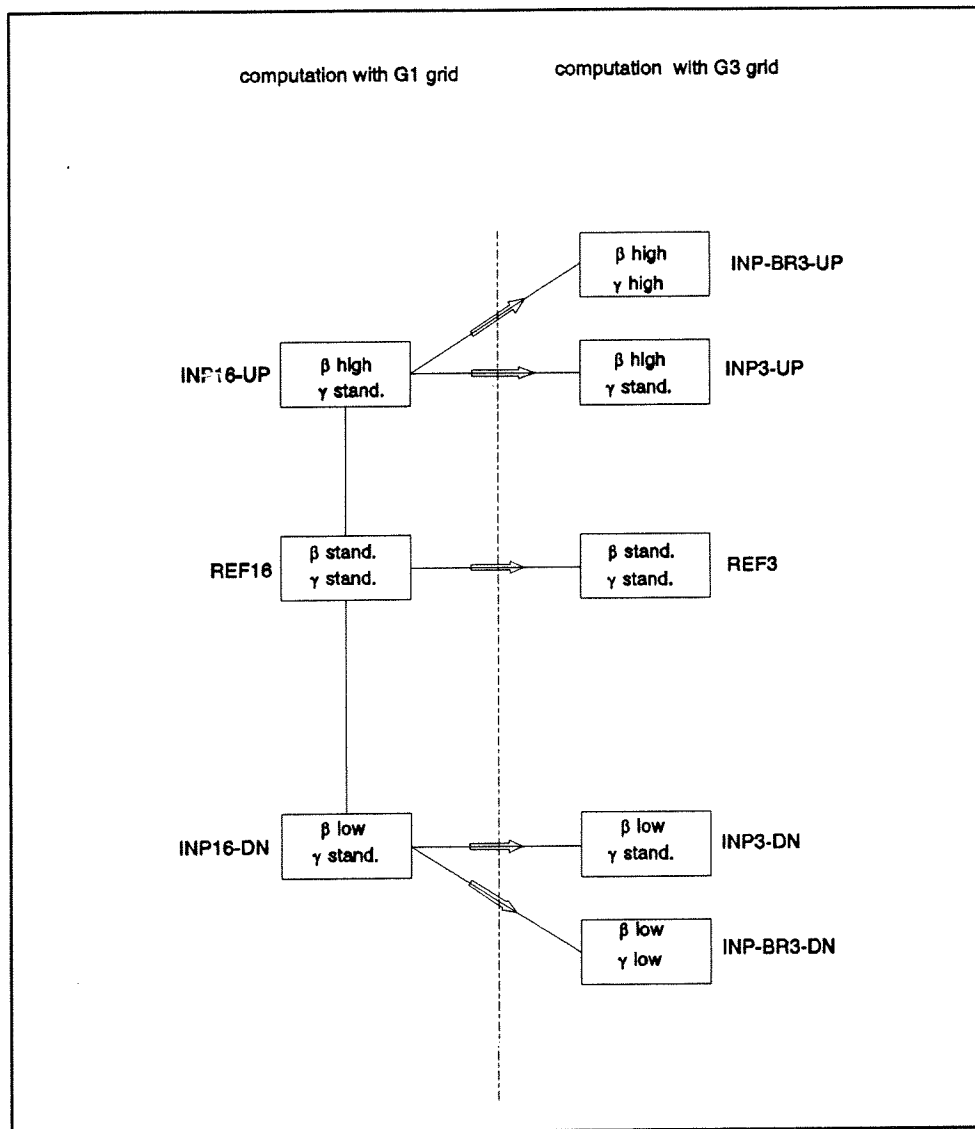 computation with G1 grid
computation with G3 grid
β high
γ high
INP-BR3-UP
INP16-UP
β high
γ stand.
β high
γ stand.
INP3-UP
REF16
β stand.
γ stand.
β stand.
γ stand.
REF3
INP16-DN
β low
γ stand.
β low
γ stand.
INP3-DN
β low
γ low
INP-BR3-DN